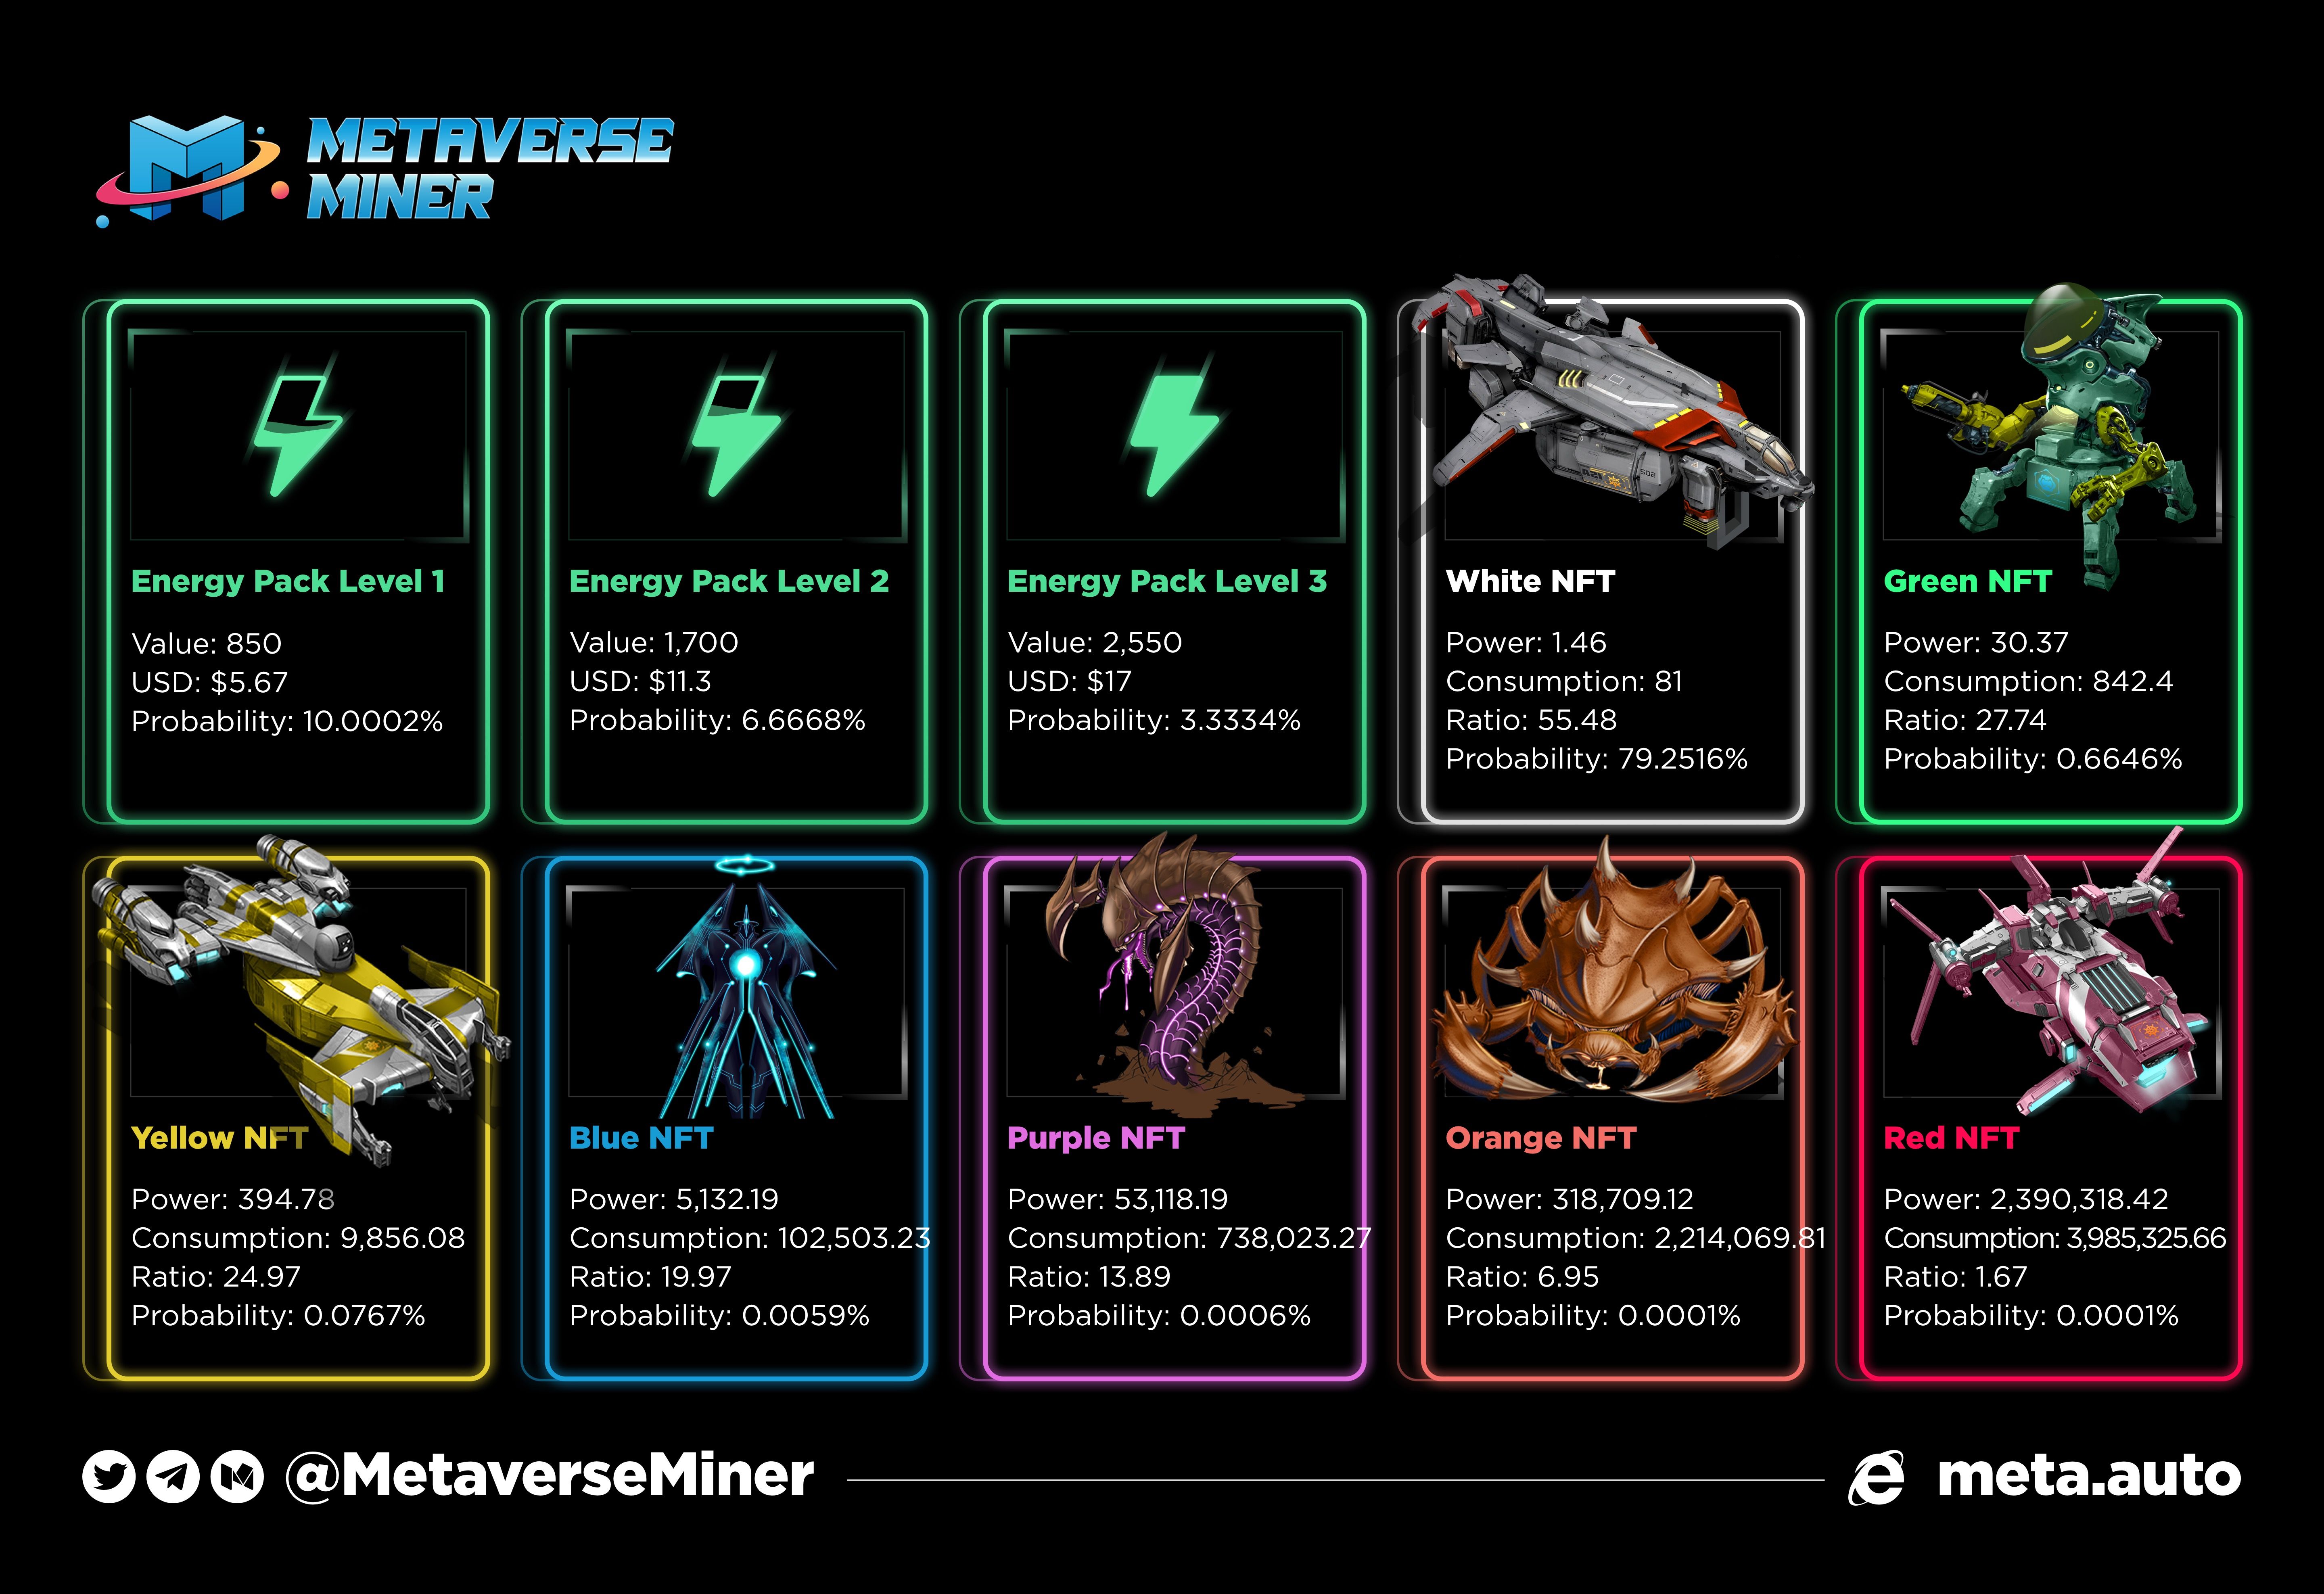 METAVERSE
MINER
Energy Pack Level 1
Value: 850
USD: $5.67
Probability: 10.0002%
Energy Pack Level 2
Value: 1,700
USD: $11.3
Probability: 6.6668%
Energy Pack Level 3
Value: 2,550
USD: $17
Probability: 3.3334%
White NFT
Power: 1.46
Consumption: 81
Ratio: 55.48
Probability: 79.2516%
Green NFT
Power: 30.37
Consumption: 842.4
Ratio: 27.74
Probability: 0.6646%
Yellow NFT
Power: 394.78
Consumption: 9,856.08
Ratio: 24.97
Probability: 0.0767%
Blue NFT
Power: 5,132.19
Consumption: 102,503.23
Ratio: 19.97
Probability: 0.0059%
Purple NFT
Power: 53,118.19
Consumption: 738,023.27
Ratio: 13.89
Probability: 0.0006%
Orange NFT
Power: 318,709.12
Consumption: 2,214,069.81
Ratio: 6.95
Probability: 0.0001%
Red NFT
Power: 2,390,318.42
Consumption: 3,985,325.66
Ratio: 1.67
Probability: 0.0001%
@MetaverseMiner
meta.auto